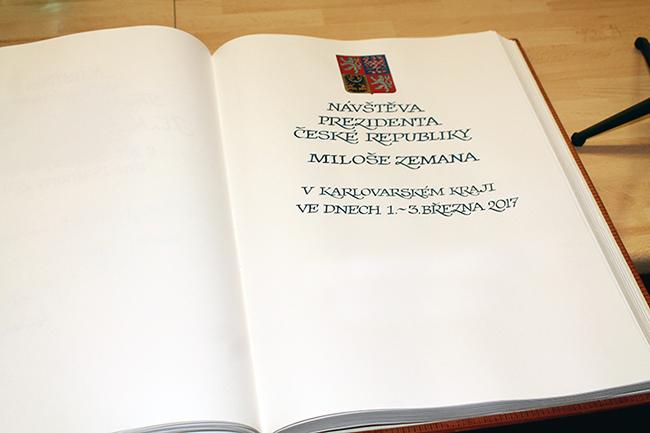 NÁVŠTĚVA
PREZIDENTA
ČESKÉ REPUBLIKY
MILOŠE ZEMANA
V KARLOVARSKÉM KRAJI
VE DNECH 1.~3. BŘEZNA 2017